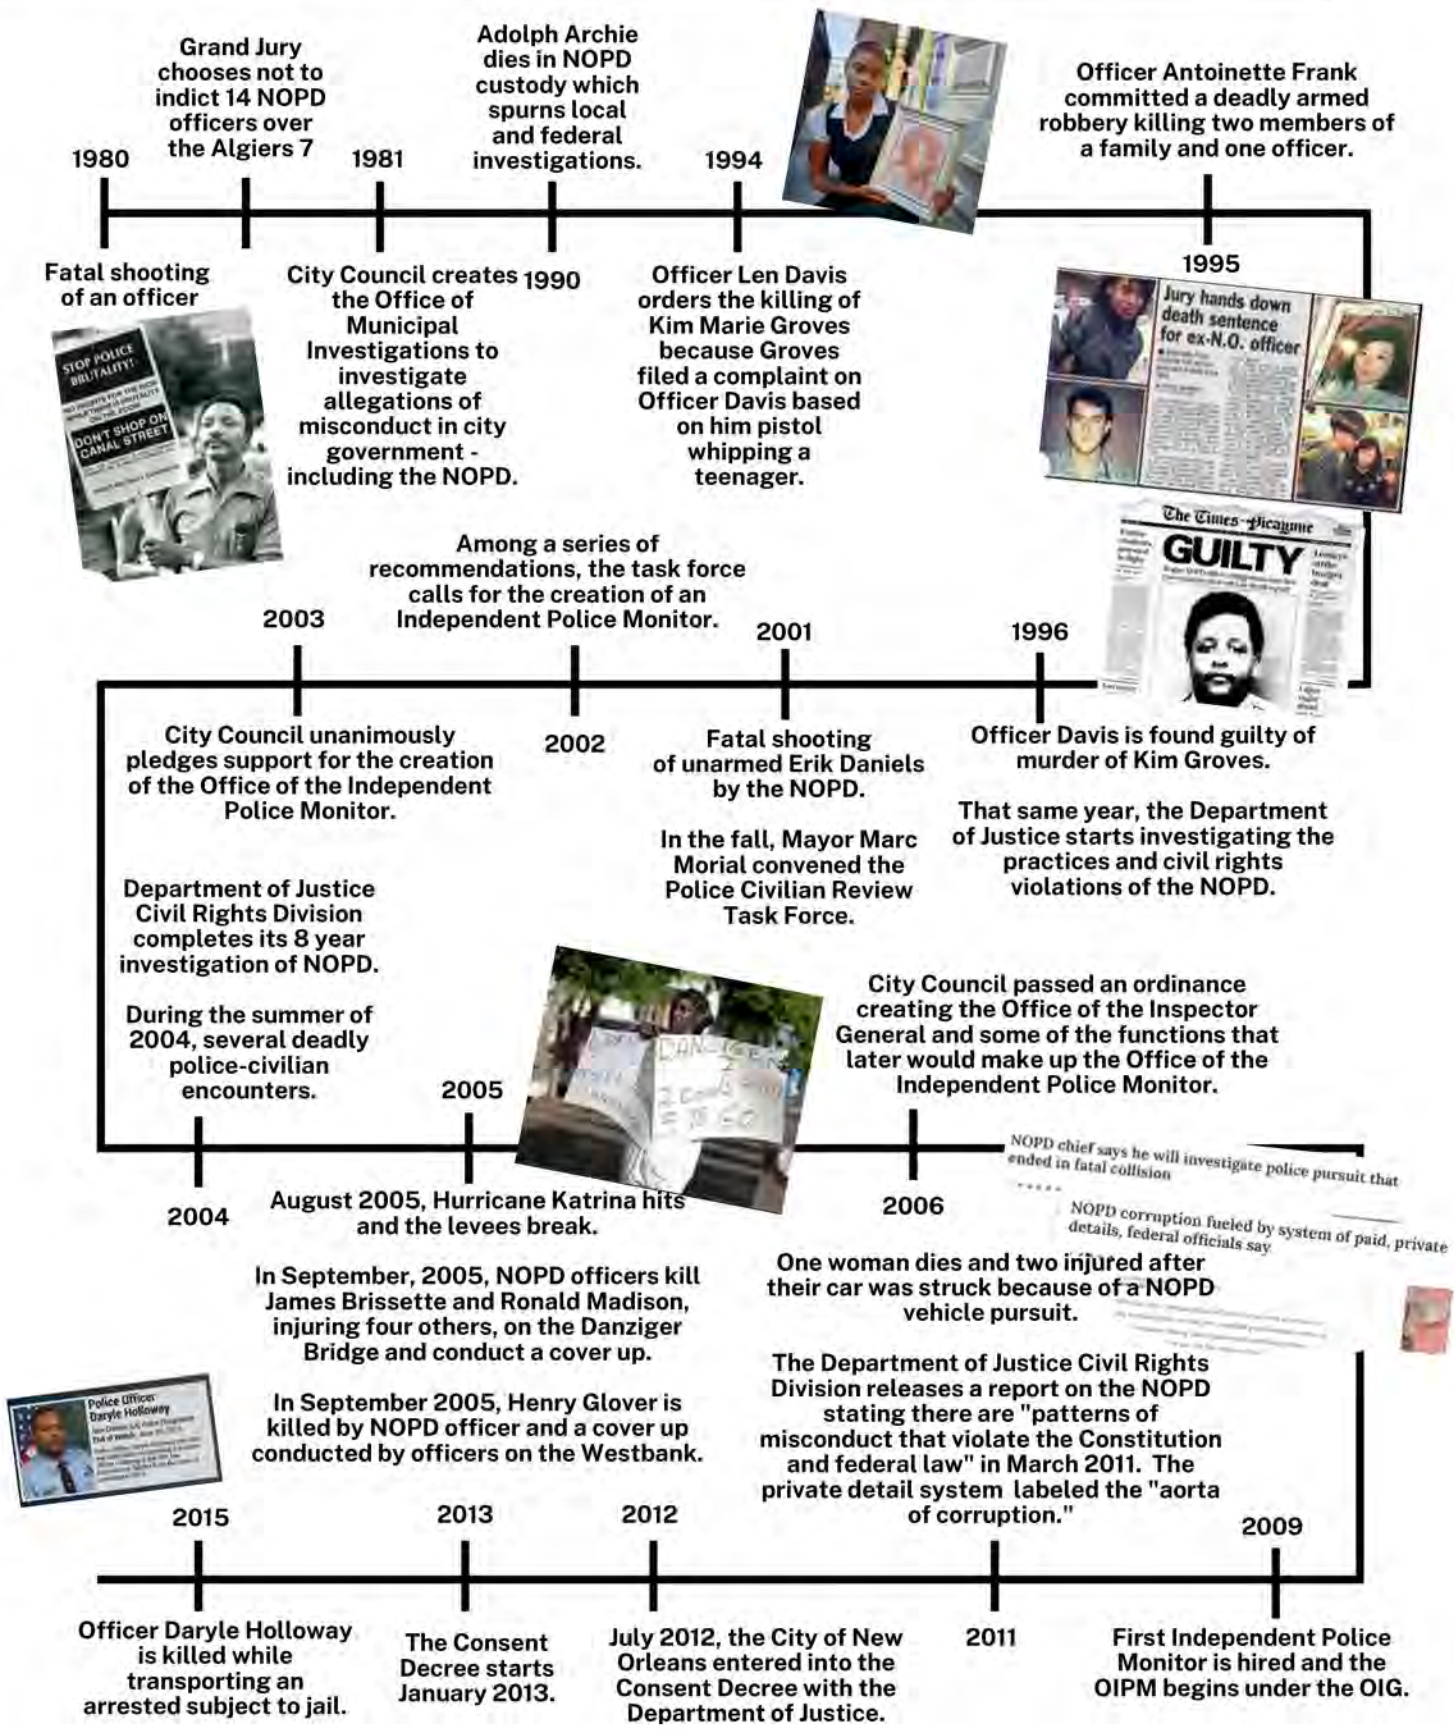 Grand Jury
chooses not to
indict 14 NOPD
officers over
the Algiers 7
Adolph Archie
dies in NOPD
custody which
spurns local
and federal
investigations.
Officer Antoinette Frank
committed a deadly armed
robbery killing two members of
a family and one officer.
1980
1981
1994
Fatal shooting
of an officer
City Council creates
the Office of
Municipal
Investigations to
investigate
allegations of
misconduct in city
government -
including the NOPD.
1990
Officer Len Davis
orders the killing of
Kim Marie Groves
because Groves
filed a complaint on
Officer Davis based
on him pistol
whipping a
teenager.
1995
STOP POLICE
BRUTALITY!
DON'T SHOP ON
CANAL STREET
Jury hands down
death sentence
for ex-N.O. officer
The Times-Picayune
GUILTY
2003
Among a series of
recommendations, the task force
calls for the creation of an
Independent Police Monitor.
2001
1996
City Council unanimously
pledges support for the creation
of the Office of the Independent
Police Monitor.
2002
Fatal shooting
of unarmed Erik Daniels
by the NOPD.
In the fall, Mayor Marc
Morial convened the
Police Civilian Review
Task Force.
Officer Davis is found guilty of
murder of Kim Groves.
That same year, the Department
of Justice starts investigating the
practices and civil rights
violations of the NOPD.
Department of Justice
Civil Rights Division
completes its 8 year
investigation of NOPD.
During the summer of
2004, several deadly
police-civilian
encounters.
2005
DANZIGER
City Council passed an ordinance
creating the Office of the Inspector
General and some of the functions that
later would make up the Office of the
Independent Police Monitor.
2004
August 2005, Hurricane Katrina hits
and the levees break.
In September, 2005, NOPD officers kill
James Brissette and Ronald Madison,
injuring four others, on the Danziger
Bridge and conduct a cover up.
In September 2005, Henry Glover is
killed by NOPD officer and a cover up
conducted by officers on the Westbank.
2006
NOPD chief says he will investigate police pursuit that
ended in fatal collision
NOPD corruption fueled by system of paid, private
details, federal officials say
One woman dies and two injured after
their car was struck because of a NOPD
vehicle pursuit.
The Department of Justice Civil Rights
Division releases a report on the NOPD
stating there are "patterns of
misconduct that violate the Constitution
and federal law" in March 2011. The
private detail system labeled the "aorta
of corruption."
Police Officer
Daryle Holloway
2015
2013
2012
2009
Officer Daryle Holloway
is killed while
transporting an
arrested subject to jail.
The Consent
Decree starts
January 2013.
July 2012, the City of New
Orleans entered into the
Consent Decree with the
Department of Justice.
2011
First Independent Police
Monitor is hired and the
OIPM begins under the OIG.